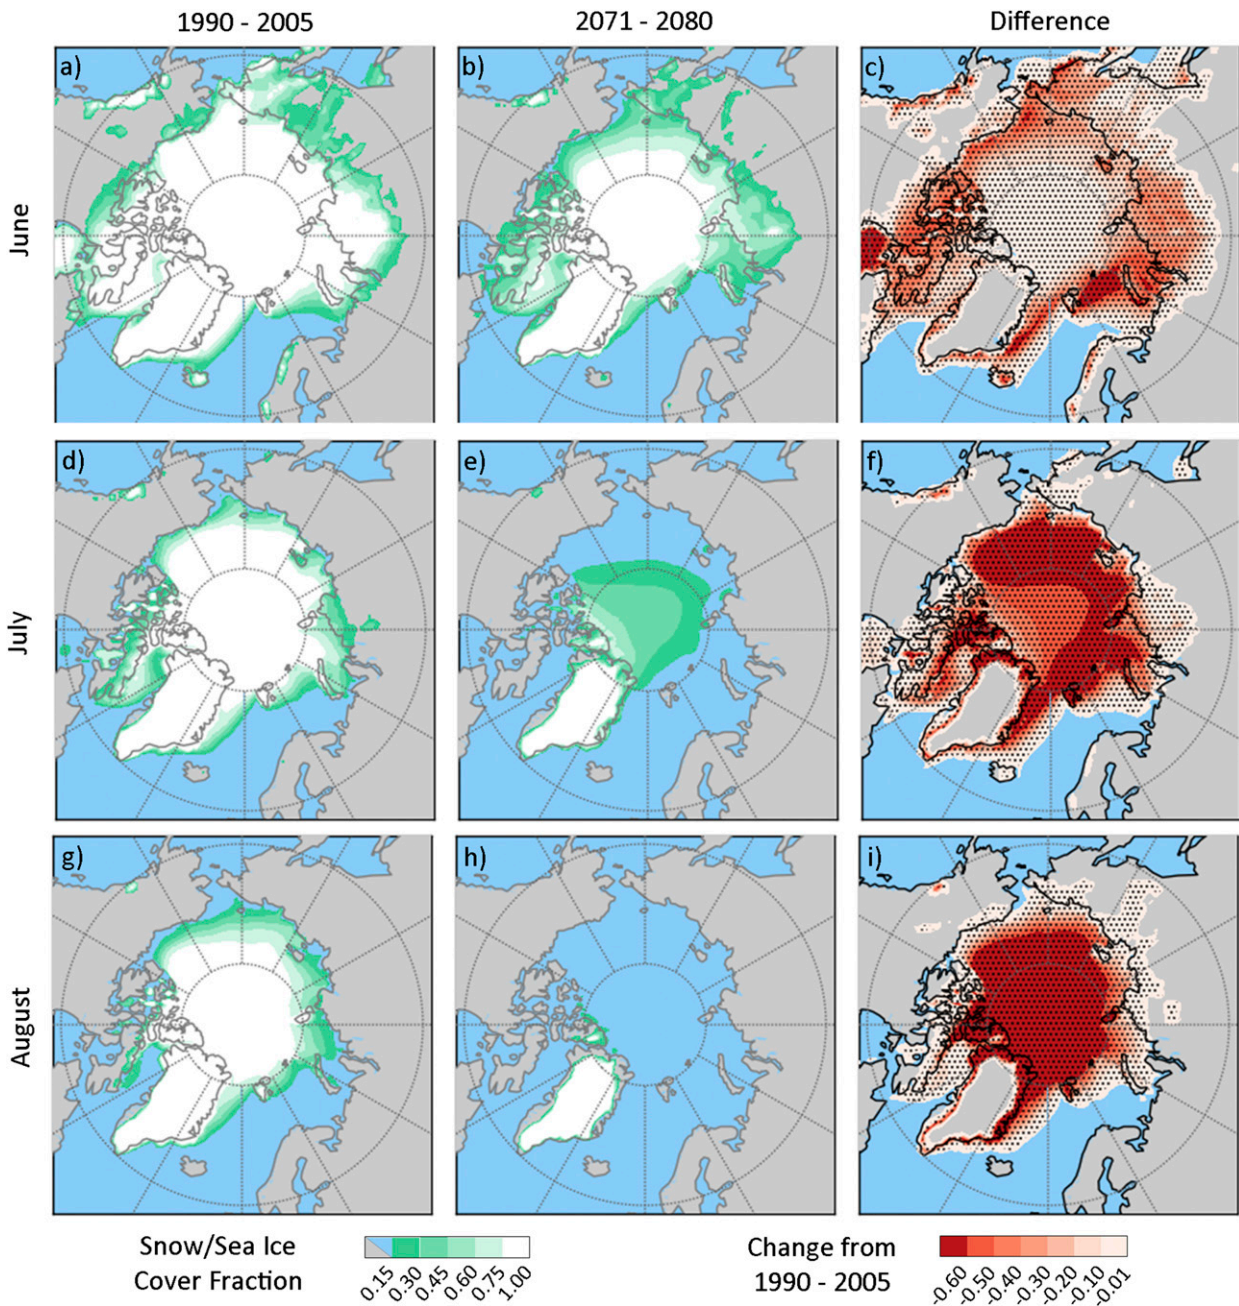 1990 - 2005
2071 - 2080
Difference
June
a)
b)
c)
July
d)
e)
f)
August
g)
h)
i)
Snow/Sea Ice
Cover Fraction
0.15
0.30
0.45
0.60
0.75
1.00
Change from
1990 - 2005
-0.60
-0.50
-0.40
-0.30
-0.20
-0.10
-0.01